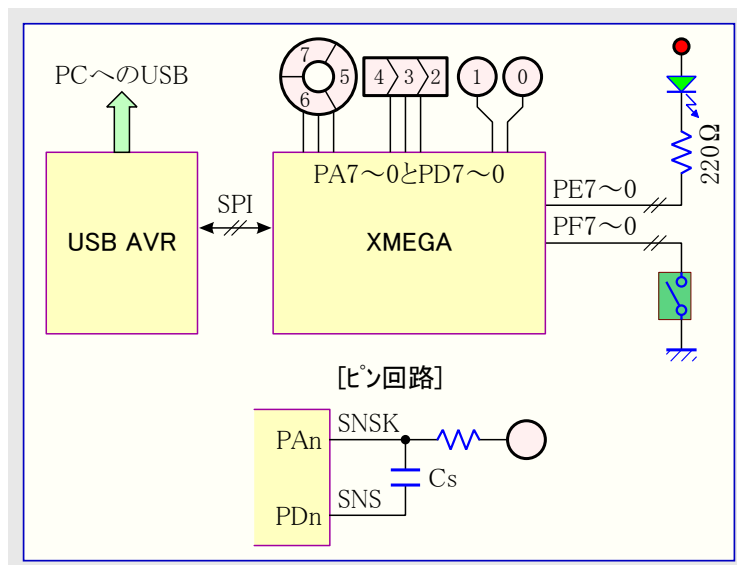 PCへのUSB
7
5
6
4
3
2
1
0
PA7～0とPD7～0
220Ω
SPI
PE7～0
PF7～0
USB AVR
XMEGA
[ﾋﾟﾝ回路]
SNSK
PAn
Cs
SNS
PDn